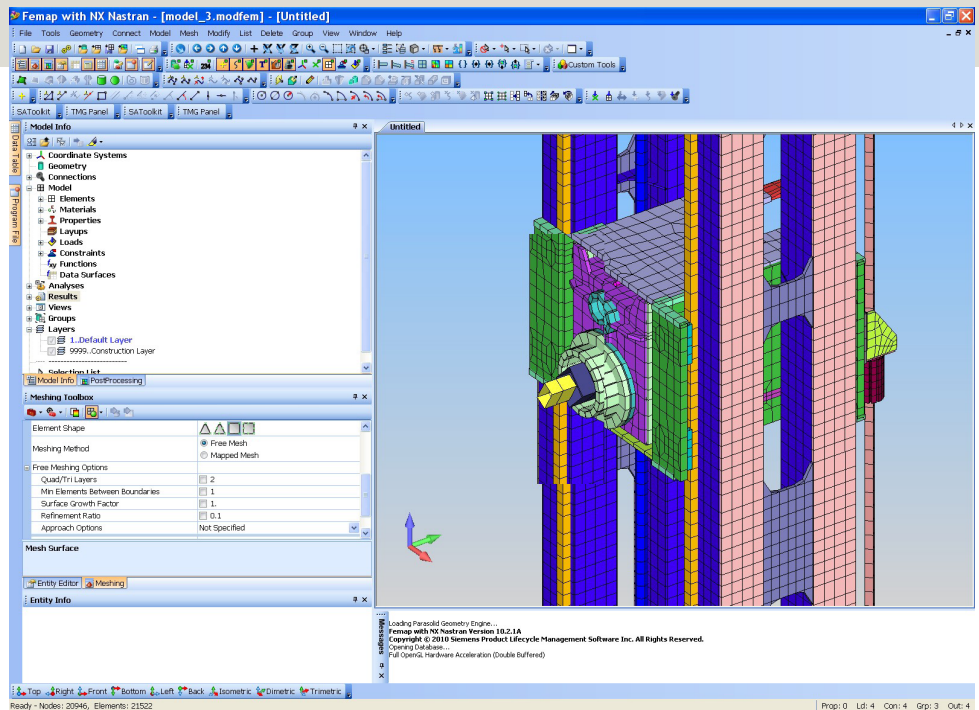 Femap with NX Nastran - [model_3.modfem] - [Untitled]
File Tools Geometry Connect Model Mesh Modify List Delete Group View Window Help
Custom Tools
SAToolkit TMG Panel SAToolkit TMG Panel
Data Table
Program File
Model Info
Coordinate Systems
Geometry
Connections
Model
Elements
Materials
Properties
Layups
Loads
Constraints
Functions
Data Surfaces
Analyses
Results
Views
Groups
Layers
1..Default Layer
9999..Construction Layer
Selection List
Model Info PostProcessing
Meshing Toolbox
Element Shape
Meshing Method
Free Mesh
Mapped Mesh
Free Meshing Options
Quad/Tri Layers 2
Min Elements Between Boundaries 1
Surface Growth Factor 1.
Refinement Ratio 0.1
Approach Options Not Specified
Mesh Surface
Entity Editor Meshing
Entity Info
Untitled
Messages
Loading Parasolid Geometry Engine...
Femap with NX Nastran Version 10.2.1A
Copyright © 2010 Siemens Product Lifecycle Management Software Inc. All Rights Reserved.
Opening Database...
Full OpenGL Hardware Acceleration (Double Buffered)
Top Right Front Bottom Left Back Isometric Dimetric Trimetric
Ready - Nodes: 20946, Elements: 21522
Prop: 0 Ld: 4 Con: 4 Grp: 3 Out: 4